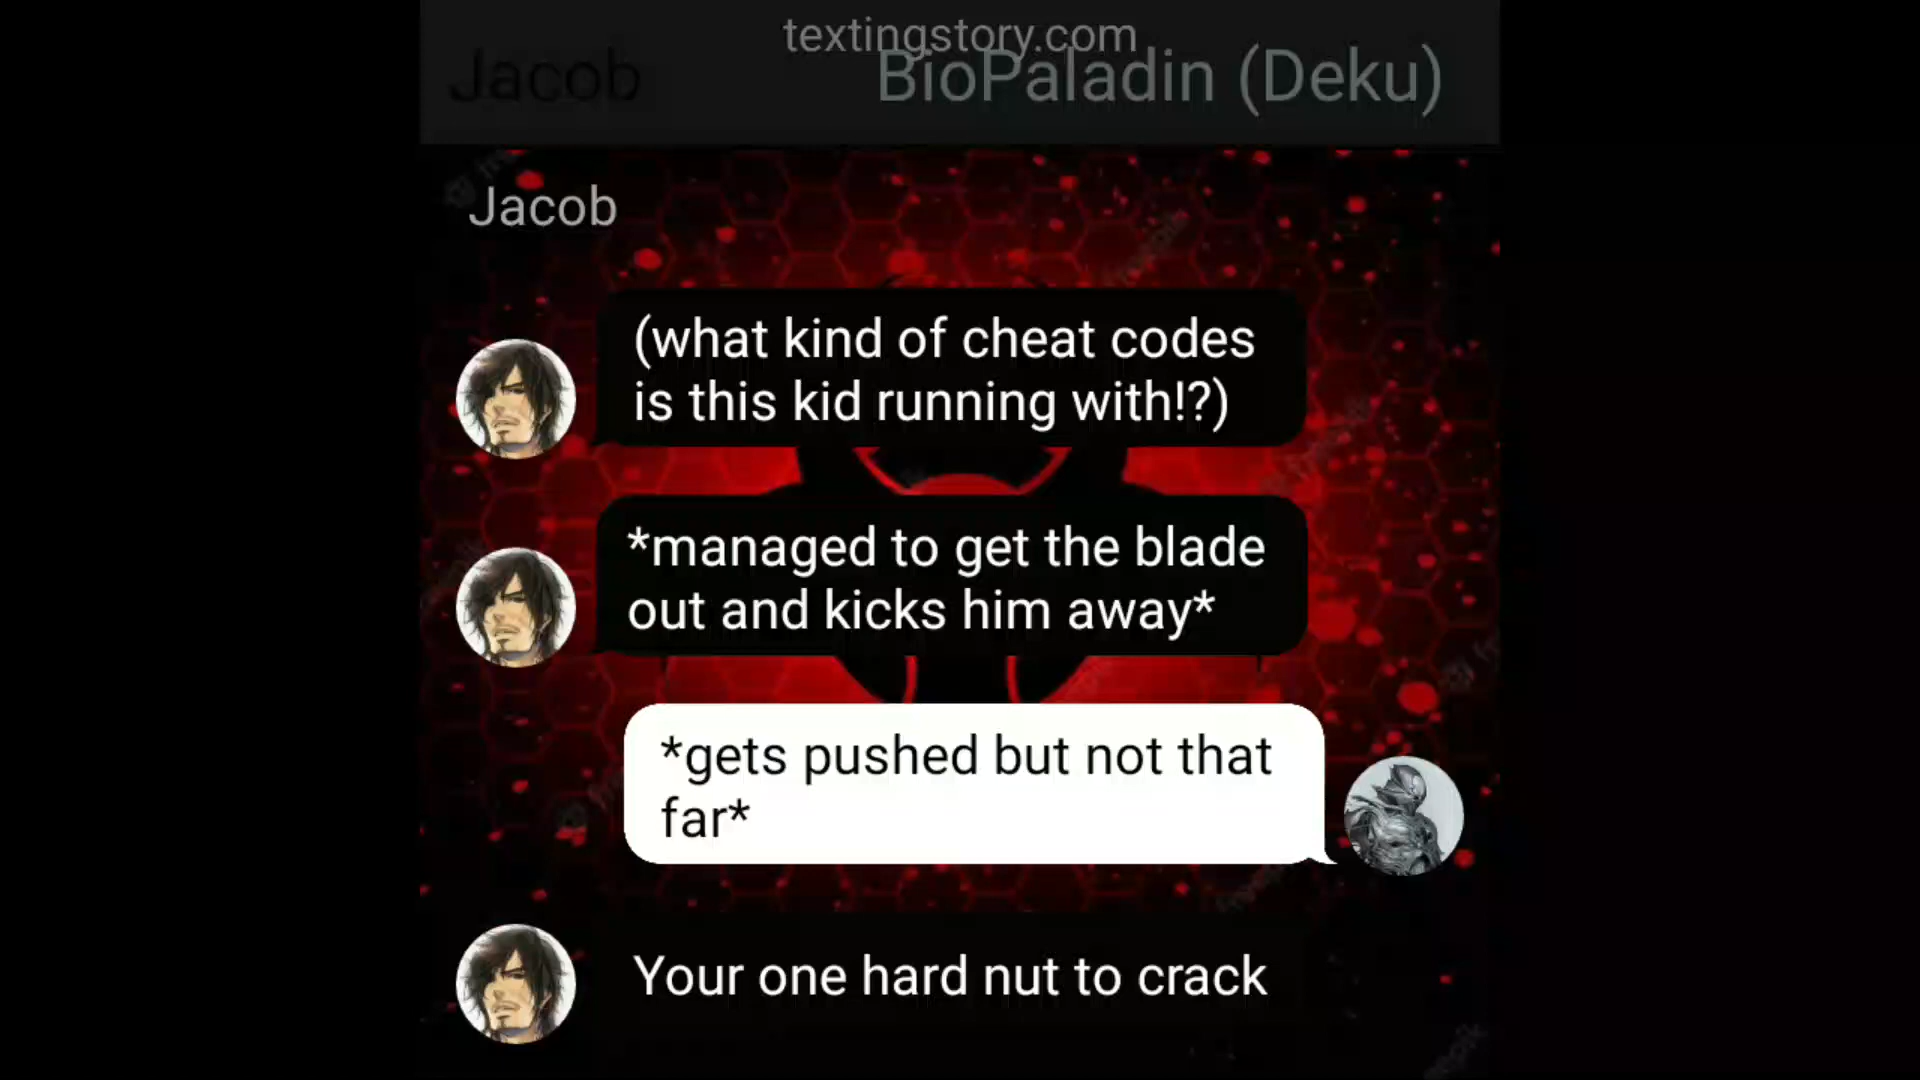 textingstory.com
Jacob
BioPaladin (Deku)
Jacob
(what kind of cheat codes
is this kid running with!?)
*managed to get the blade
out and kicks him away*
*gets pushed but not that
far*
Your one hard nut to crack